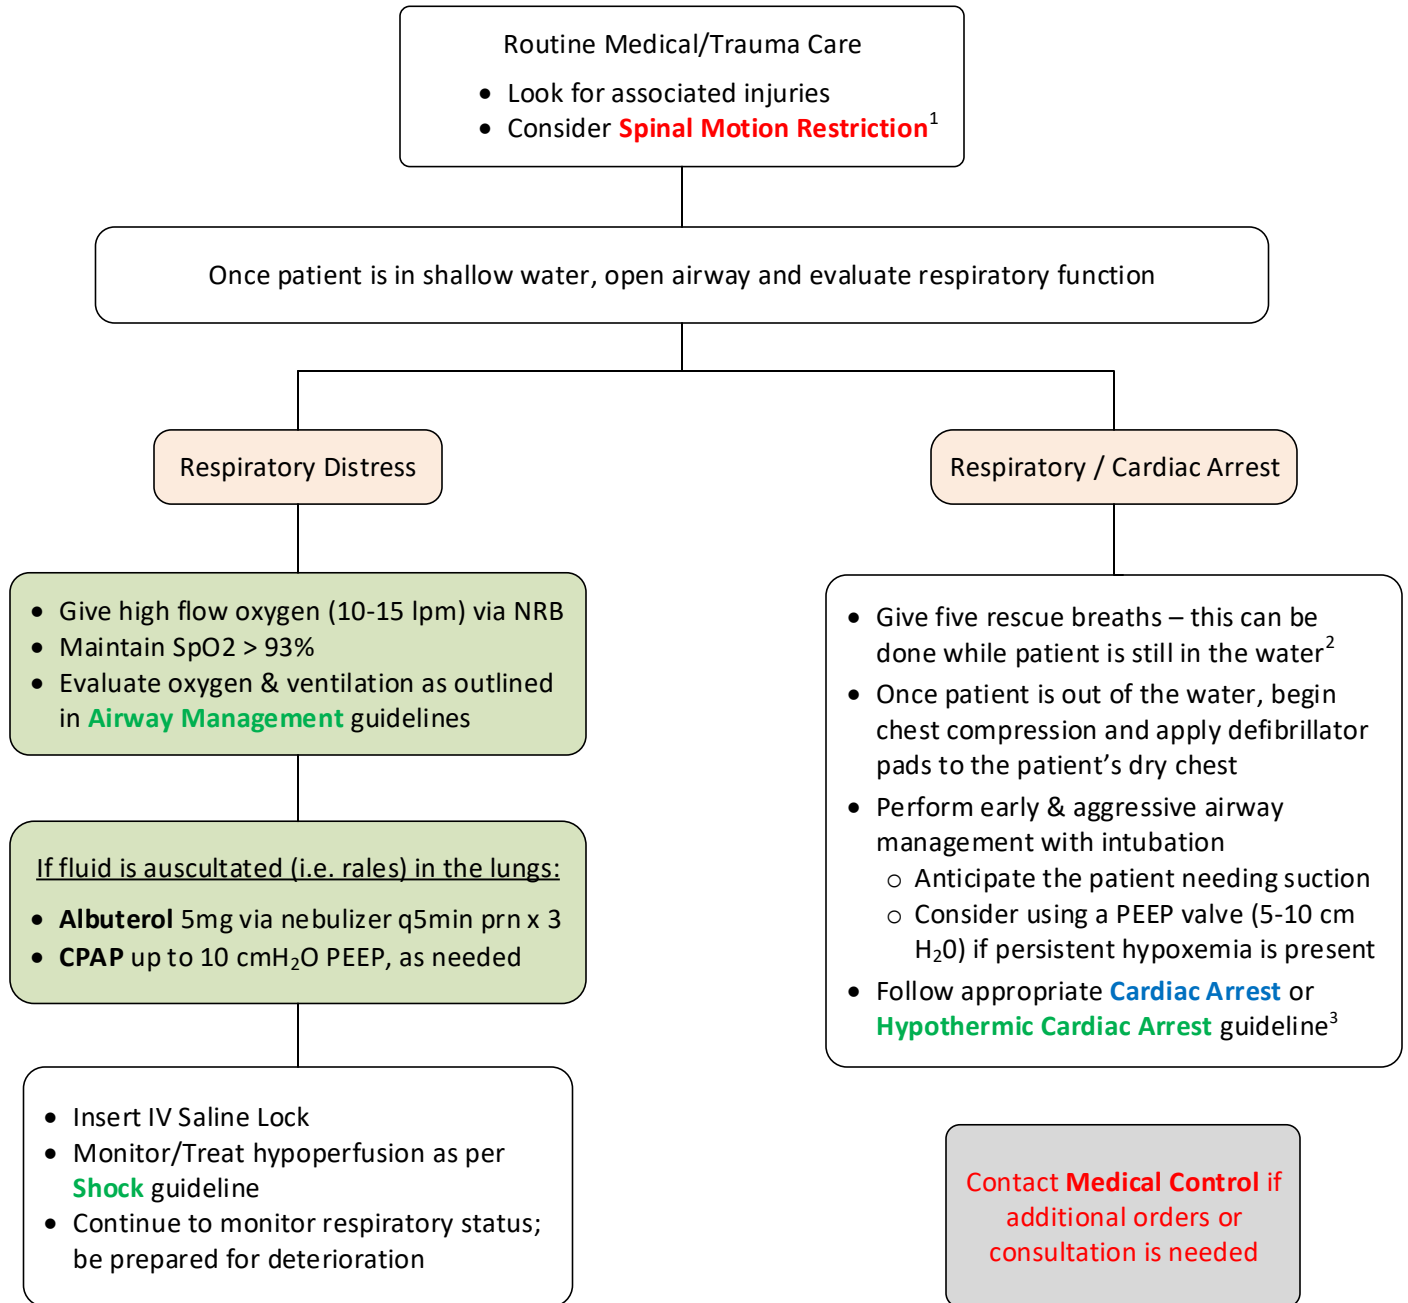 Routine Medical/Trauma Care
• Look for associated injuries
• Consider Spinal Motion Restriction¹
Once patient is in shallow water, open airway and evaluate respiratory function
Respiratory Distress
• Give high flow oxygen (10-15 lpm) via NRB
• Maintain SpO2 > 93%
• Evaluate oxygen & ventilation as outlined
in Airway Management guidelines
If fluid is auscultated (i.e. rales) in the lungs:
• Albuterol 5mg via nebulizer q5min prn x 3
• CPAP up to 10 cmH₂O PEEP, as needed
• Insert IV Saline Lock
• Monitor/Treat hypoperfusion as per
Shock guideline
• Continue to monitor respiratory status;
be prepared for deterioration
Respiratory / Cardiac Arrest
• Give five rescue breaths – this can be
done while patient is still in the water²
• Once patient is out of the water, begin
chest compression and apply defibrillator
pads to the patient’s dry chest
• Perform early & aggressive airway
management with intubation
○ Anticipate the patient needing suction
○ Consider using a PEEP valve (5-10 cm
H₂0) if persistent hypoxemia is present
• Follow appropriate Cardiac Arrest or
Hypothermic Cardiac Arrest guideline³
Contact Medical Control if
additional orders or
consultation is needed